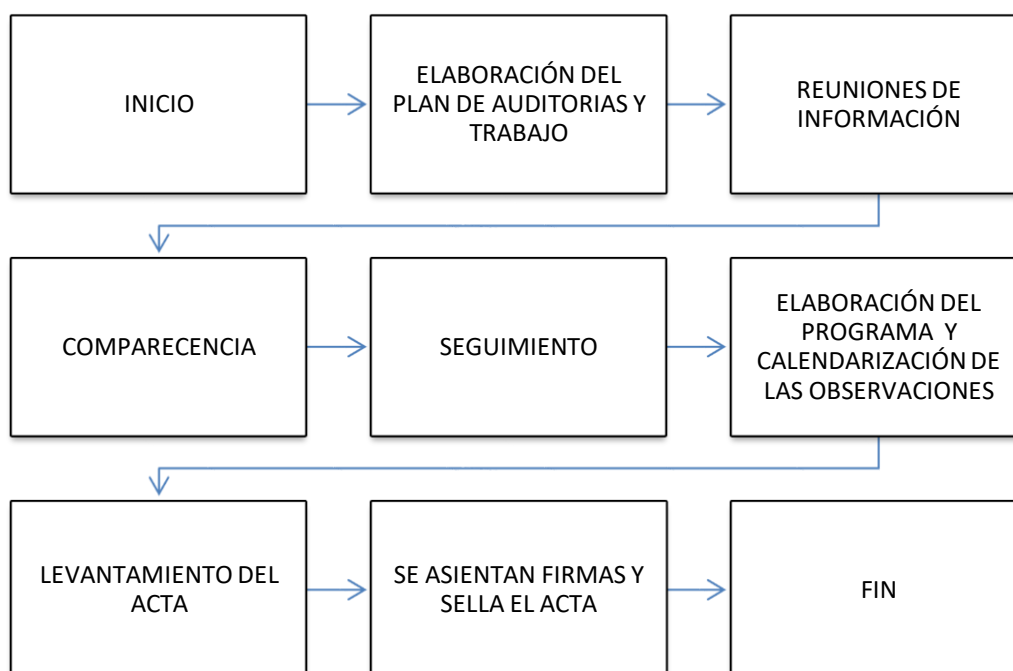 INICIO
ELABORACIÓN DEL
PLAN DE AUDITORIAS Y
TRABAJO
REUNIONES DE
INFORMACIÓN
COMPARECENCIA
SEGUIMIENTO
ELABORACIÓN DEL
PROGRAMA Y
CALENDARIZACIÓN DE
LAS OBSERVACIONES
LEVANTAMIENTO DEL
ACTA
SE ASIENTAN FIRMAS Y
SELLA EL ACTA
FIN